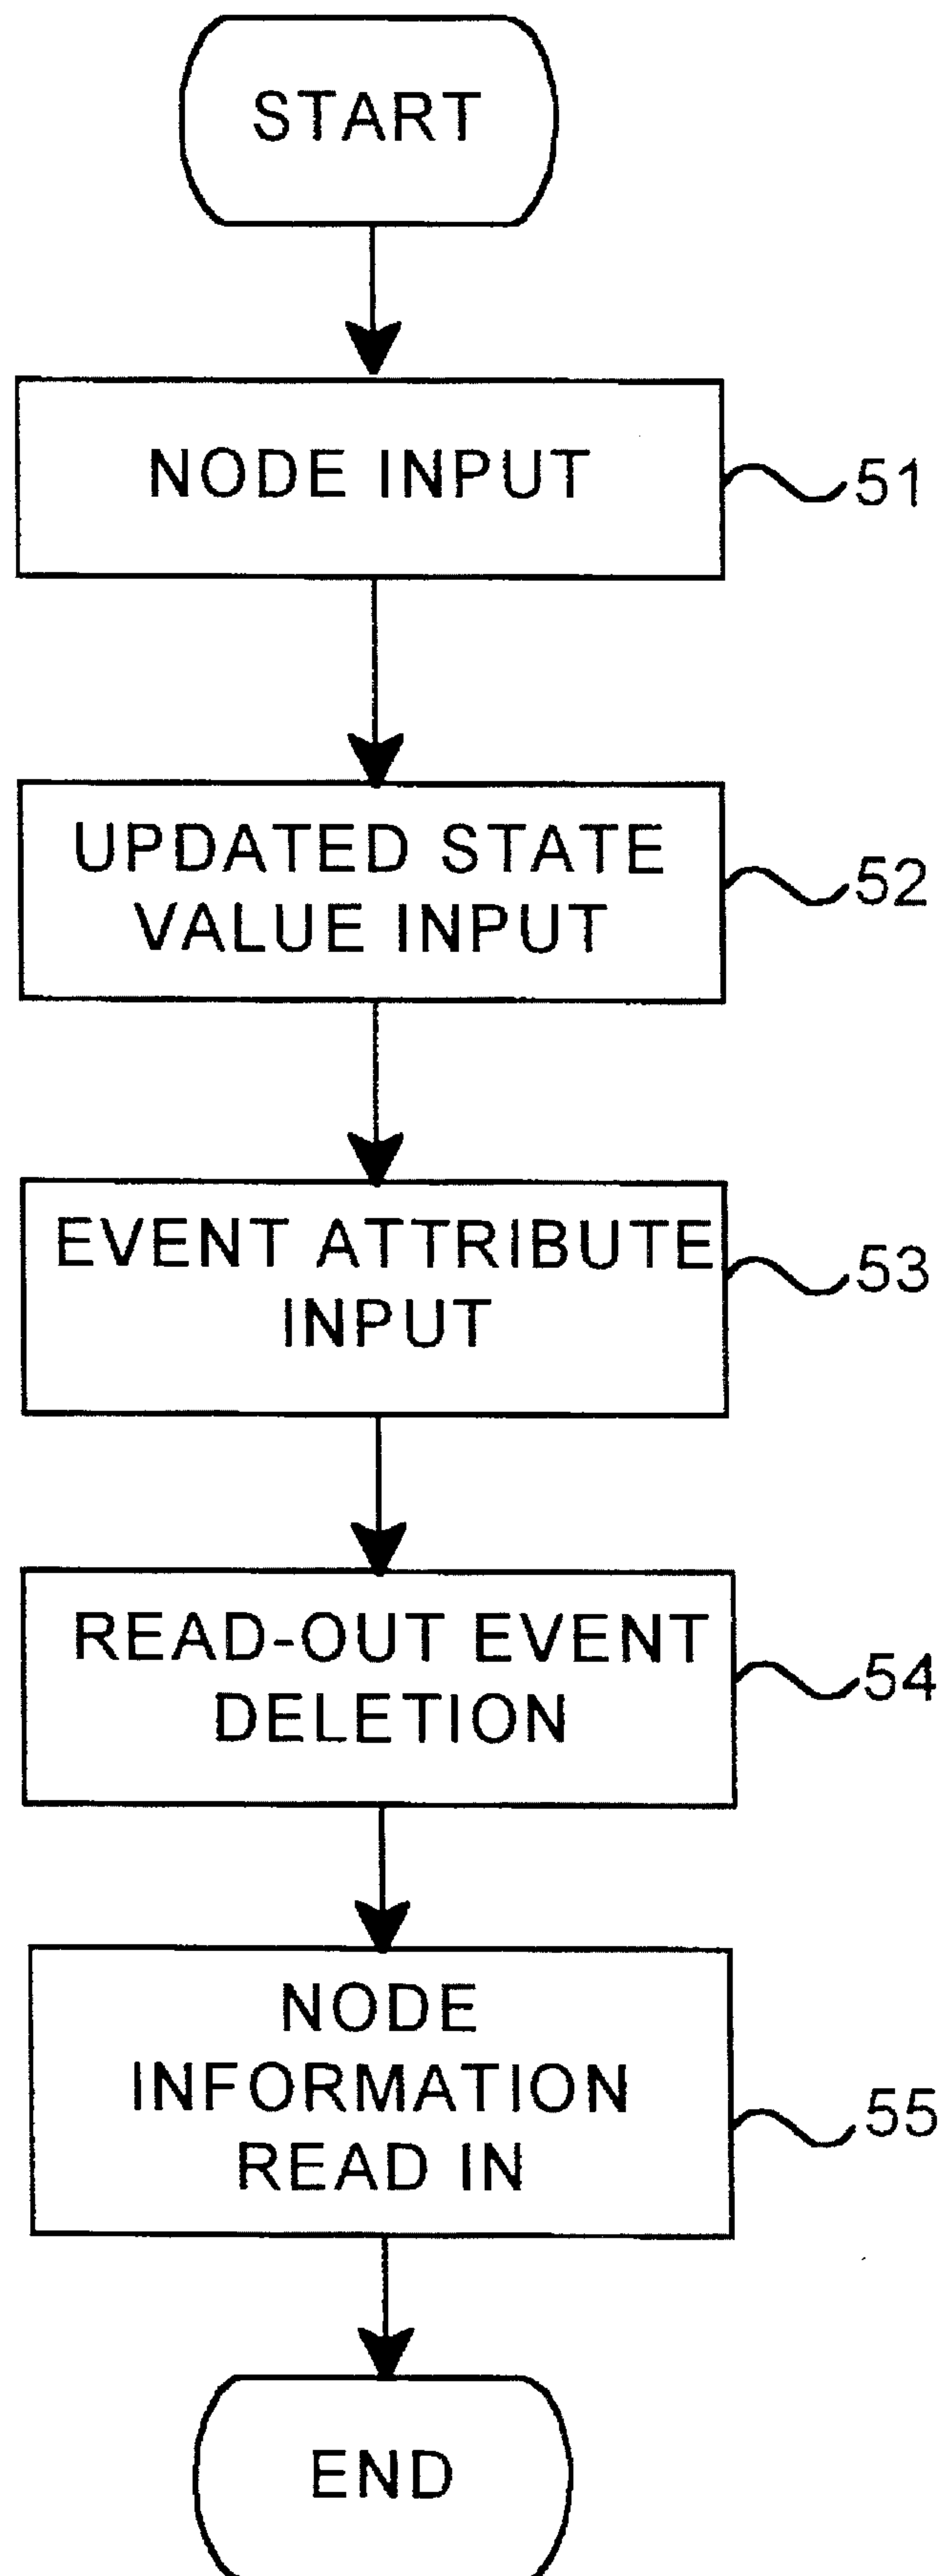 START
NODE INPUT
51
UPDATED STATE
VALUE INPUT
52
EVENT ATTRIBUTE
INPUT
53
READ-OUT EVENT
DELETION
54
NODE
INFORMATION
READ IN
55
END